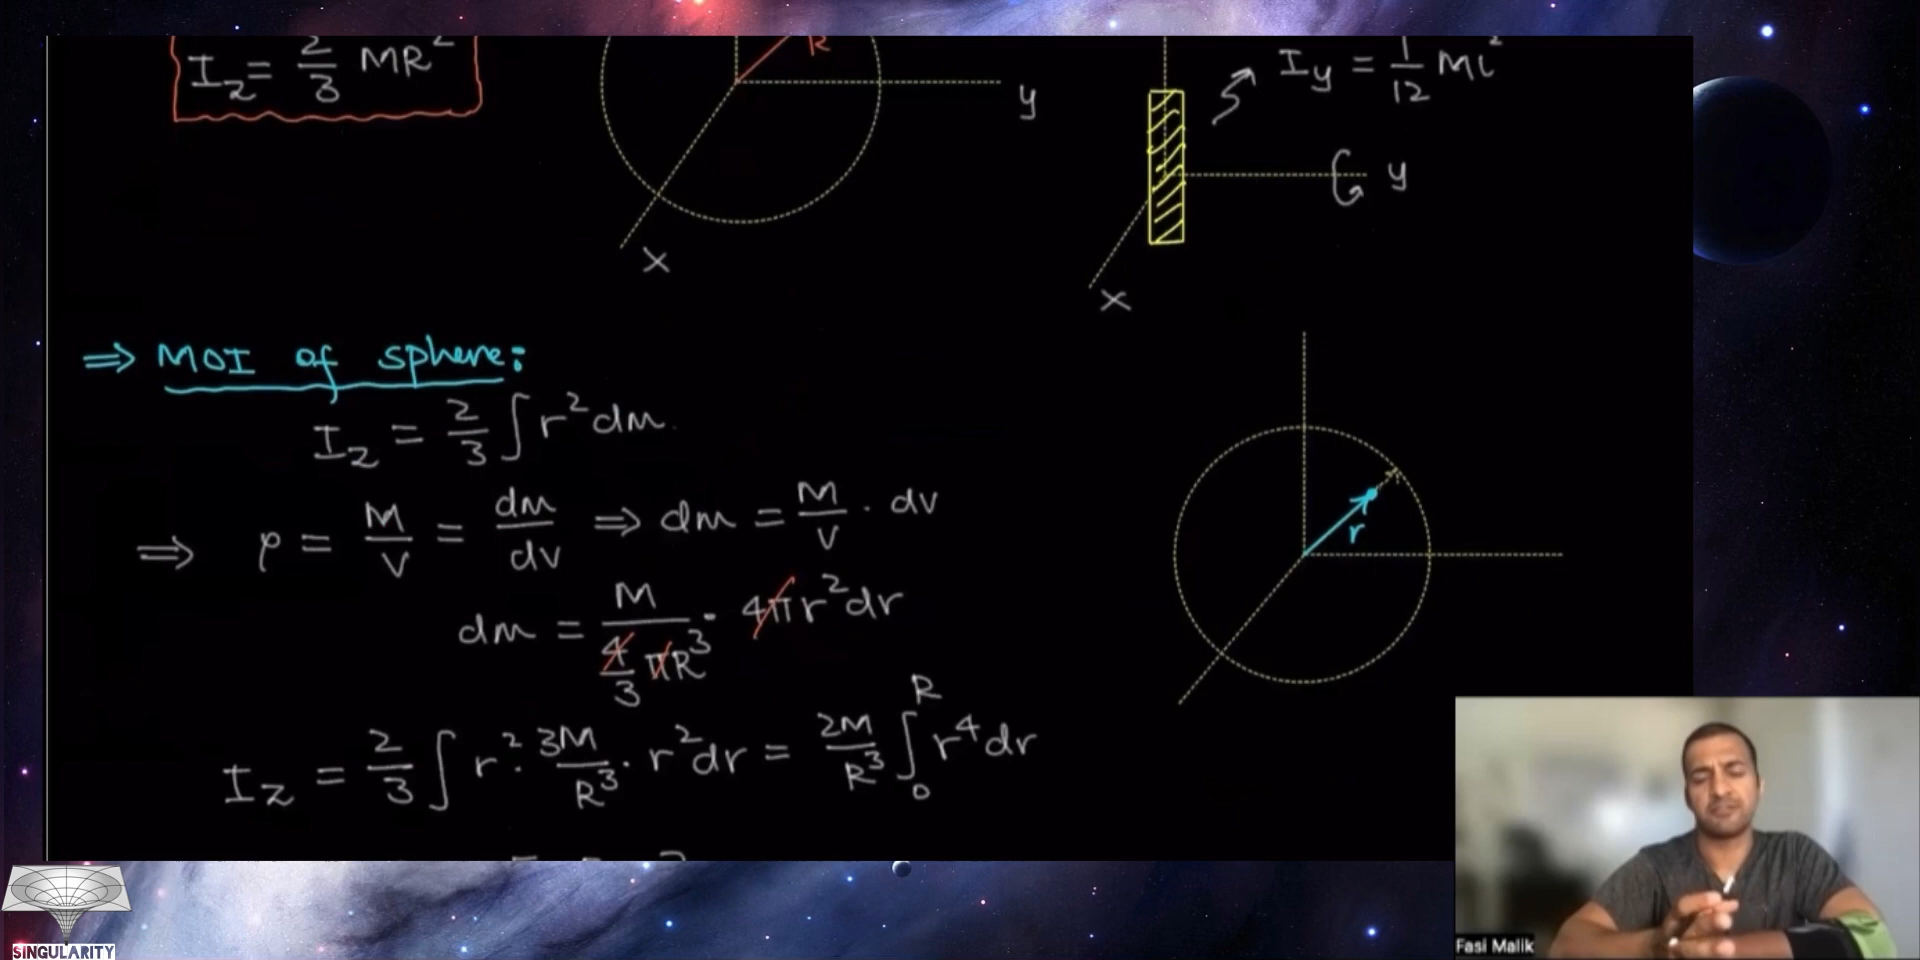 I_z = 2/3 MR²
R
y
x
I_y = 1/12 Ml²
y
x
⇒ MOI of sphere:
I_z = 2/3 ∫ r² dm.
⇒ ρ = M/V = dm/dv ⇒ dm = M/V · dv
dm = M/(4/3 πR³) · 4πr² dr
I_z = 2/3 ∫ r² · 3M/R³ · r² dr = 2M/R³ ∫₀ᴿ r⁴ dr
r
Fasi Malik
SINGULARITY